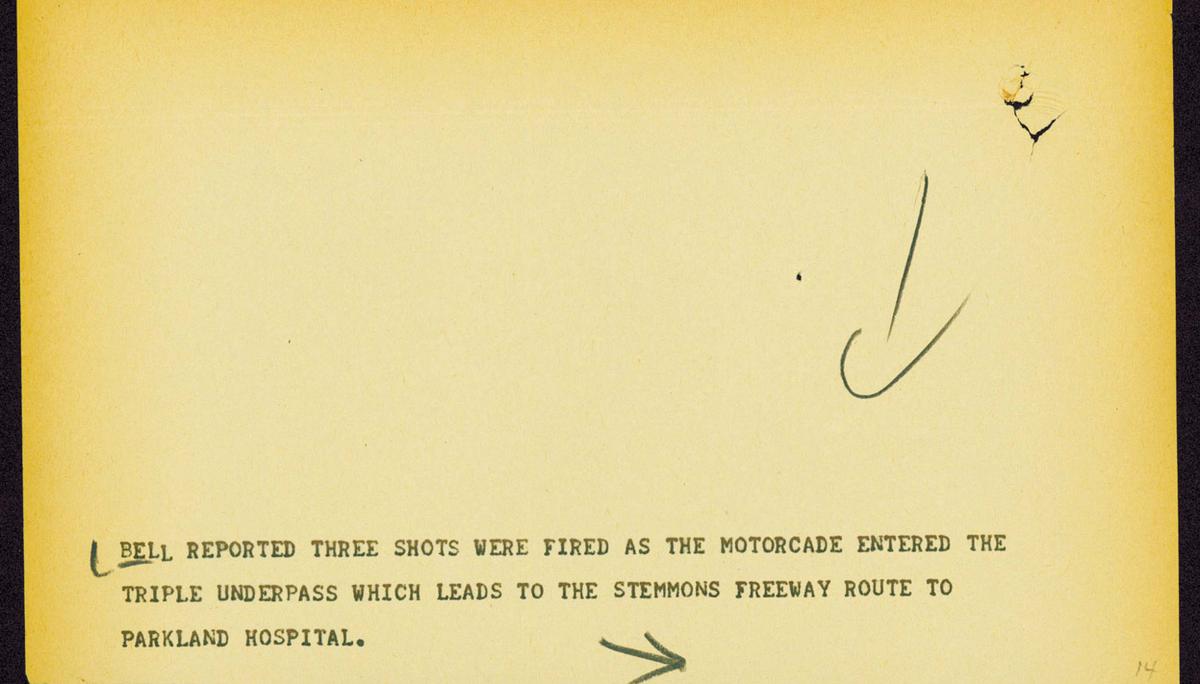 BELL REPORTED THREE SHOTS WERE FIRED AS THE MOTORCADE ENTERED THE
TRIPLE UNDERPASS WHICH LEADS TO THE STEMMONS FREEWAY ROUTE TO
PARKLAND HOSPITAL.
14